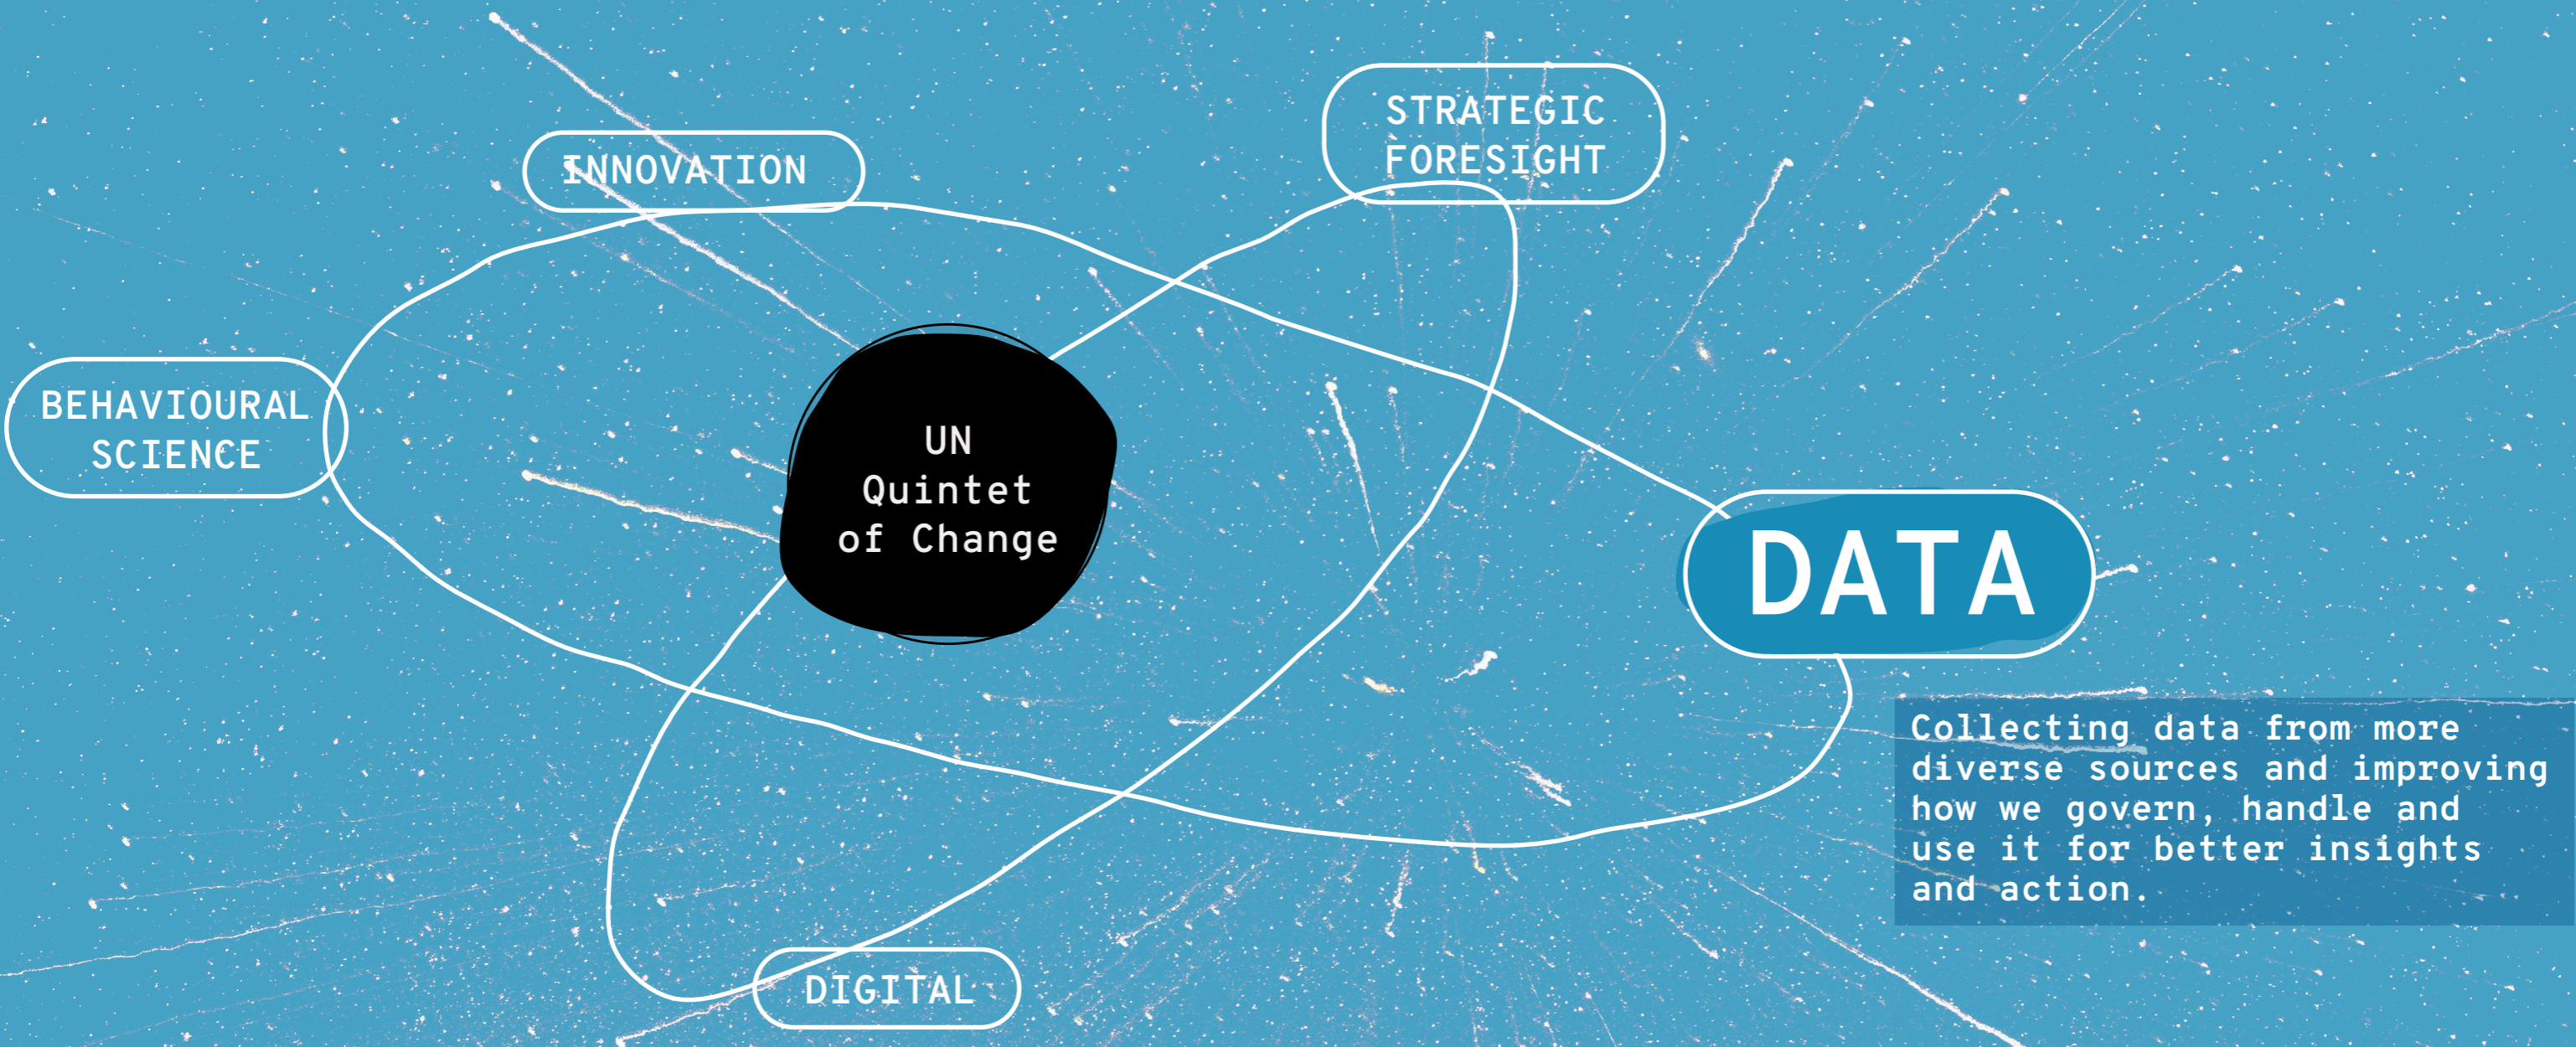 STRATEGIC
FORESIGHT
INNOVATION
BEHAVIOURAL
SCIENCE
UN
Quintet
of Change
DATA
Collecting data from more
diverse sources and improving
how we govern, handle and
use it for better insights
and action.
DIGITAL